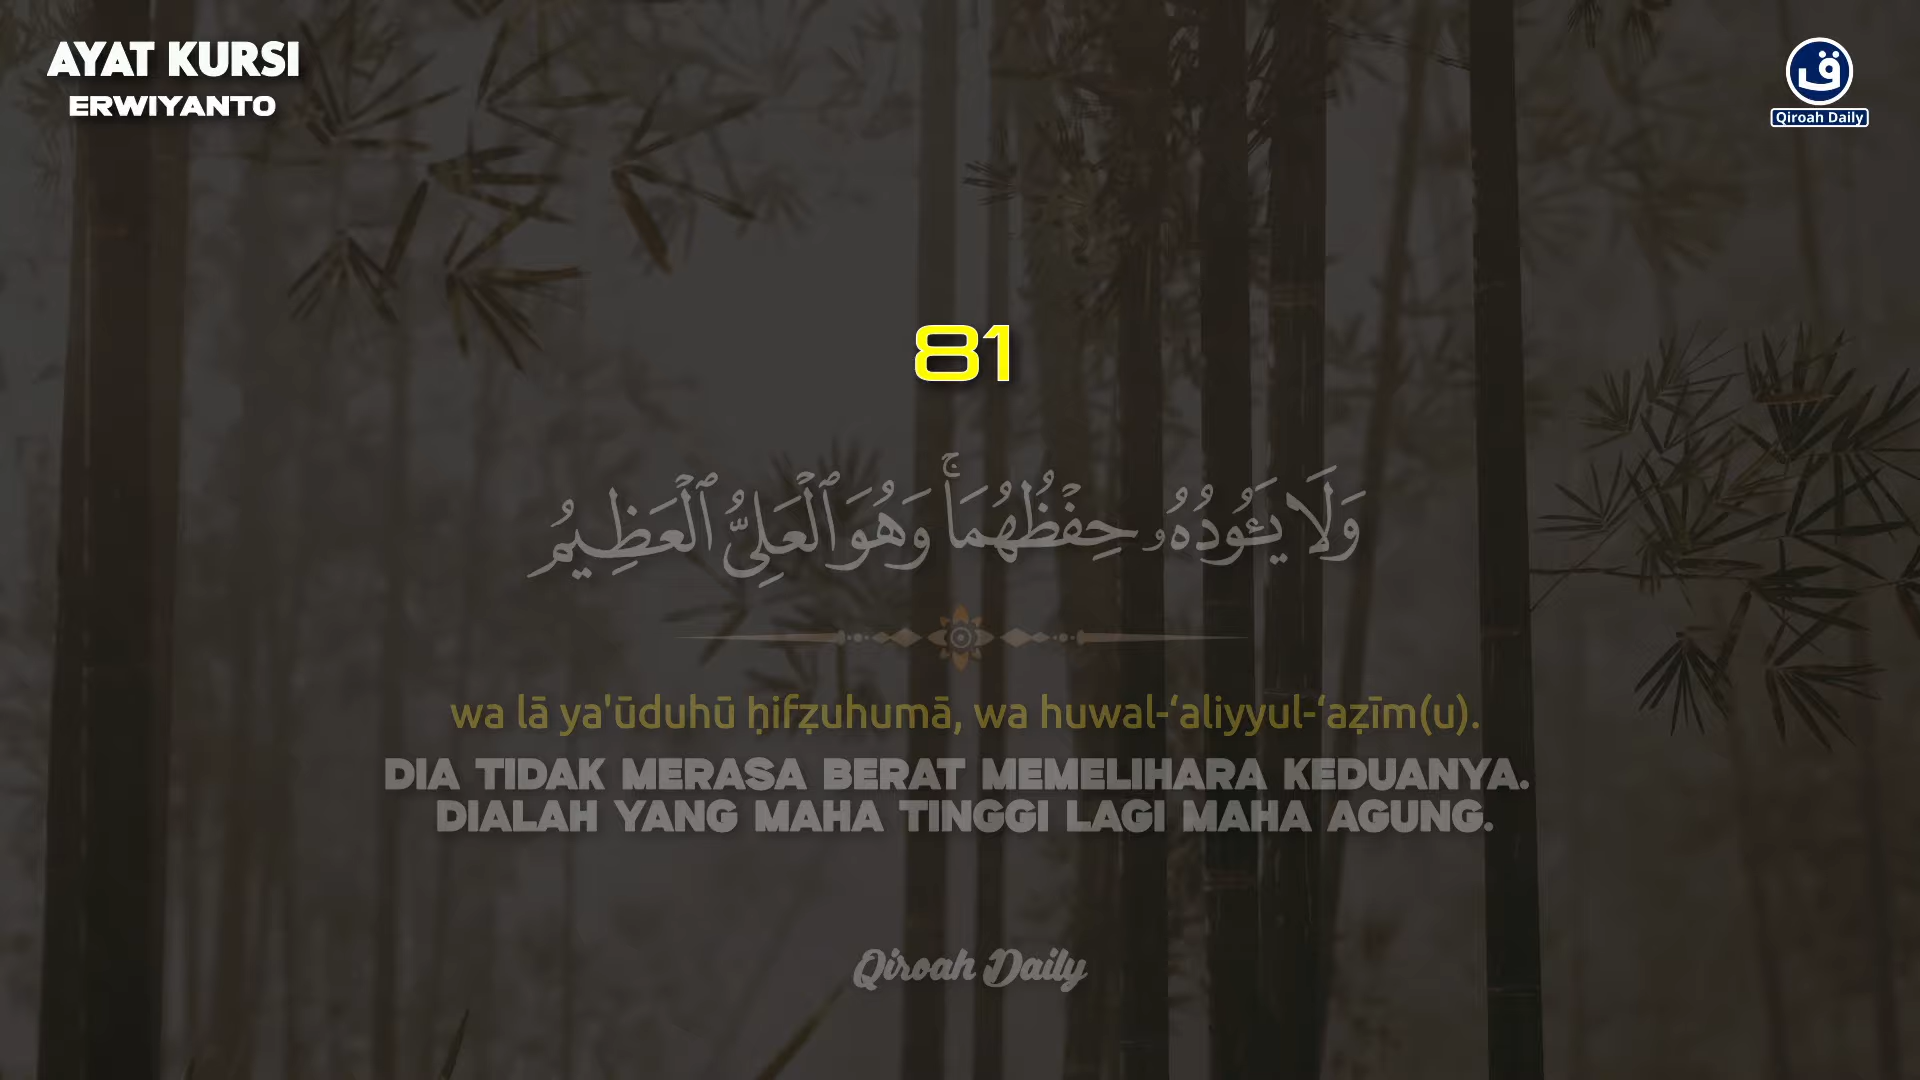 AYAT KURSI
ERWIYANTO
ق
Qiroah Daily
81
وَلَا يَـُٔودُهُۥ حِفْظُهُمَا ۚ وَهُوَ ٱلْعَلِىُّ ٱلْعَظِيمُ
wa lā ya'ūduhū ḥifẓuhumā, wa huwal-‘aliyyul-‘aẓīm(u).
DIA TIDAK MERASA BERAT MEMELIHARA KEDUANYA.
DIALAH YANG MAHA TINGGI LAGI MAHA AGUNG.
Qiroah Daily